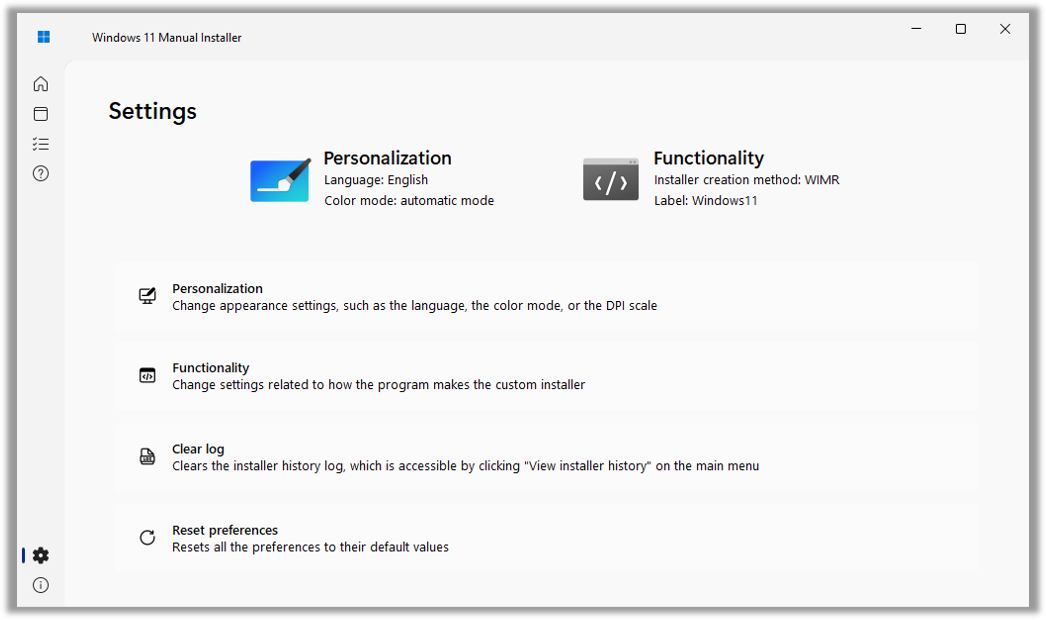 Windows 11 Manual Installer
Settings
Personalization
Language: English
Color mode: automatic mode
Functionality
Installer creation method: WIMR
Label: Windows11
Personalization
Change appearance settings, such as the language, the color mode, or the DPI scale
Functionality
Change settings related to how the program makes the custom installer
Clear log
Clears the installer history log, which is accessible by clicking "View installer history" on the main menu
Reset preferences
Resets all the preferences to their default values